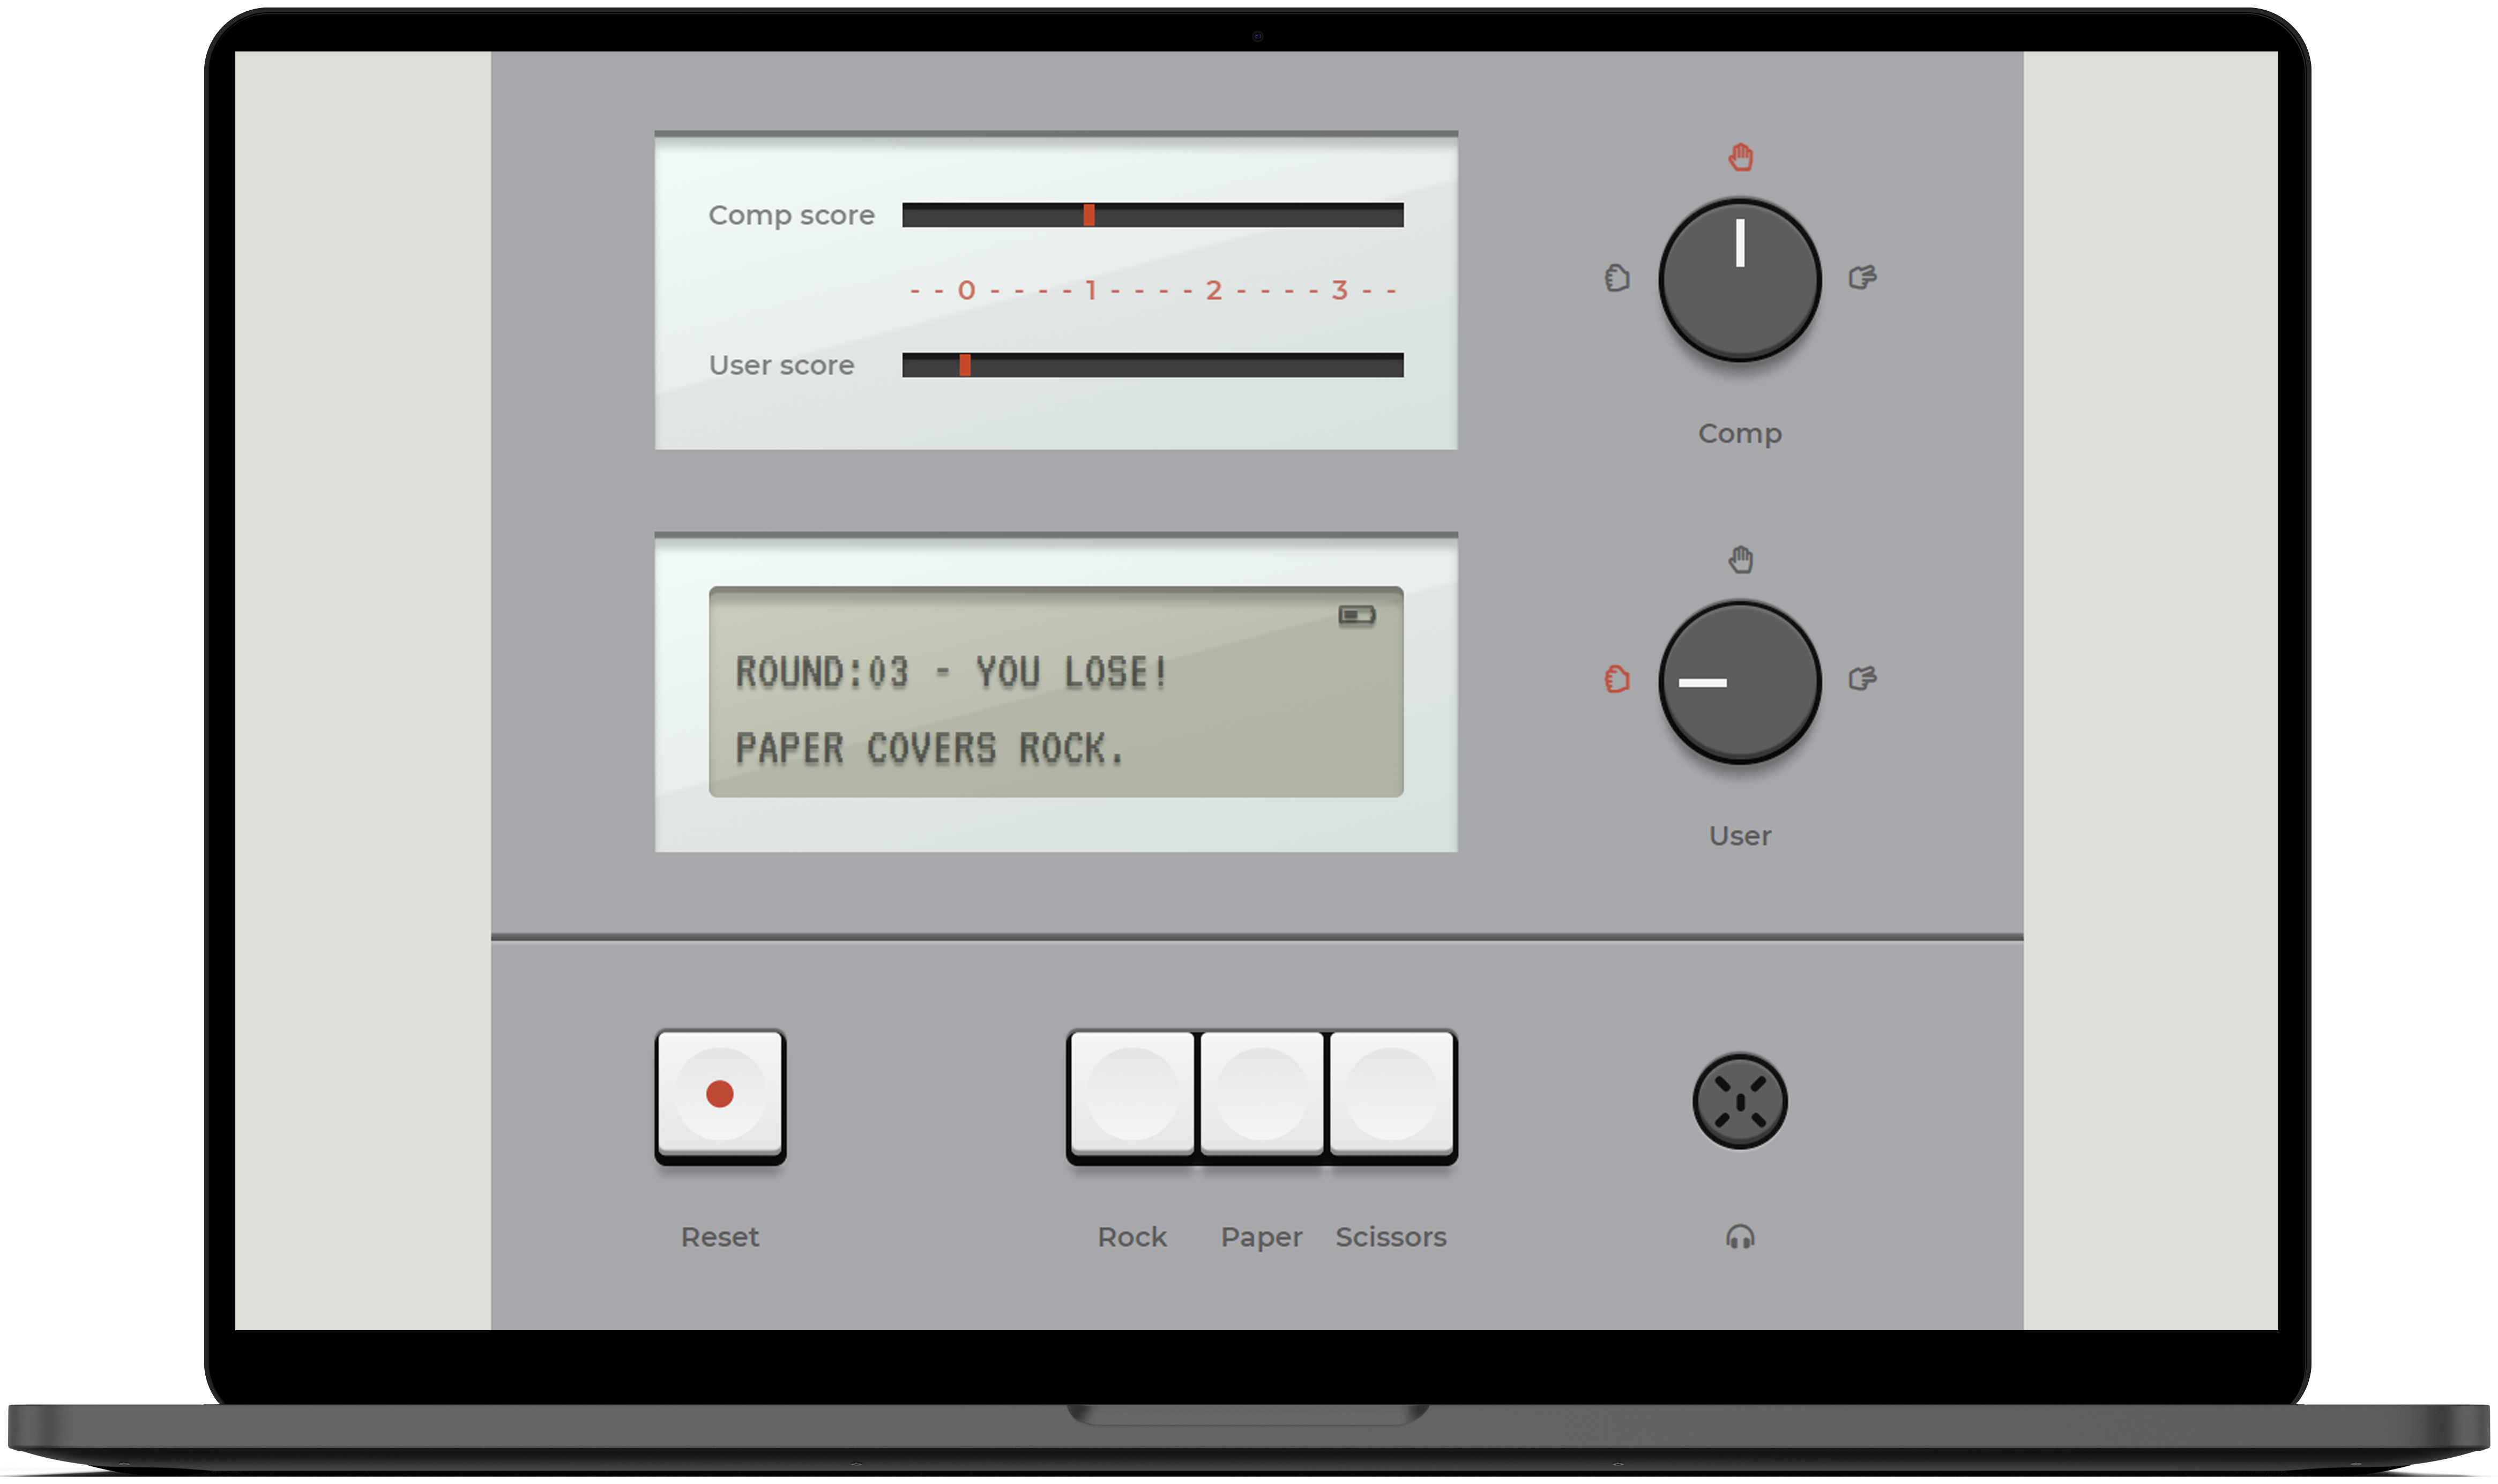 Comp score
- - 0 - - - - 1 - - - - 2 - - - - 3 - -
User score
Comp
ROUND:03 - YOU LOSE!
PAPER COVERS ROCK.
User
Reset
Rock
Paper
Scissors